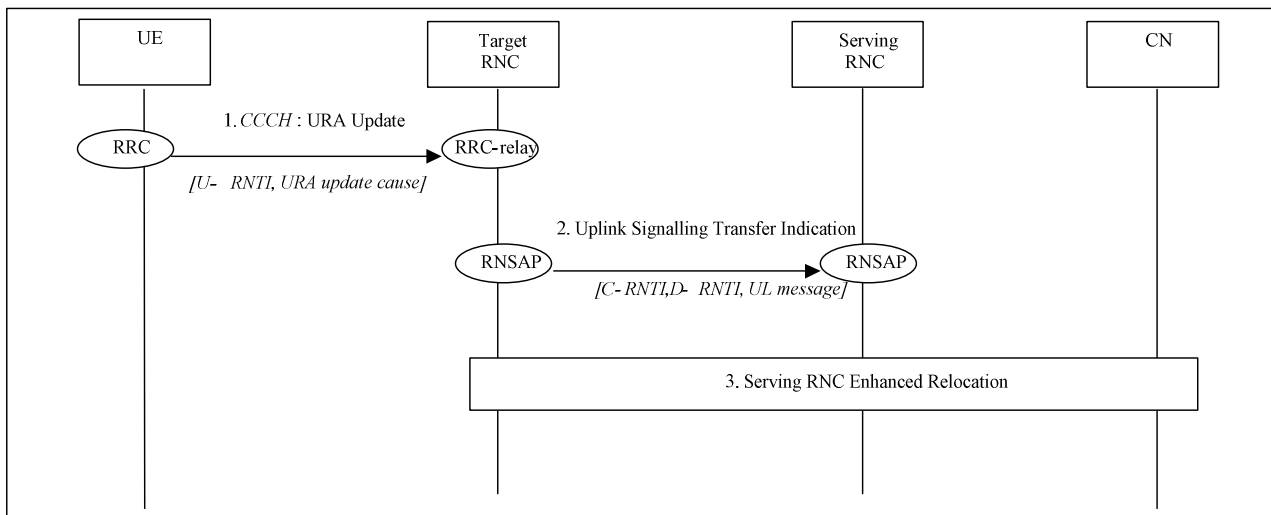 UE
Target
RNC
Serving
RNC
CN
1. CCCH : URA Update
RRC
RRC-relay
[U- RNTI, URA update cause]
2. Uplink Signalling Transfer Indication
RNSAP
RNSAP
[C- RNTI,D- RNTI, UL message]
3. Serving RNC Enhanced Relocation